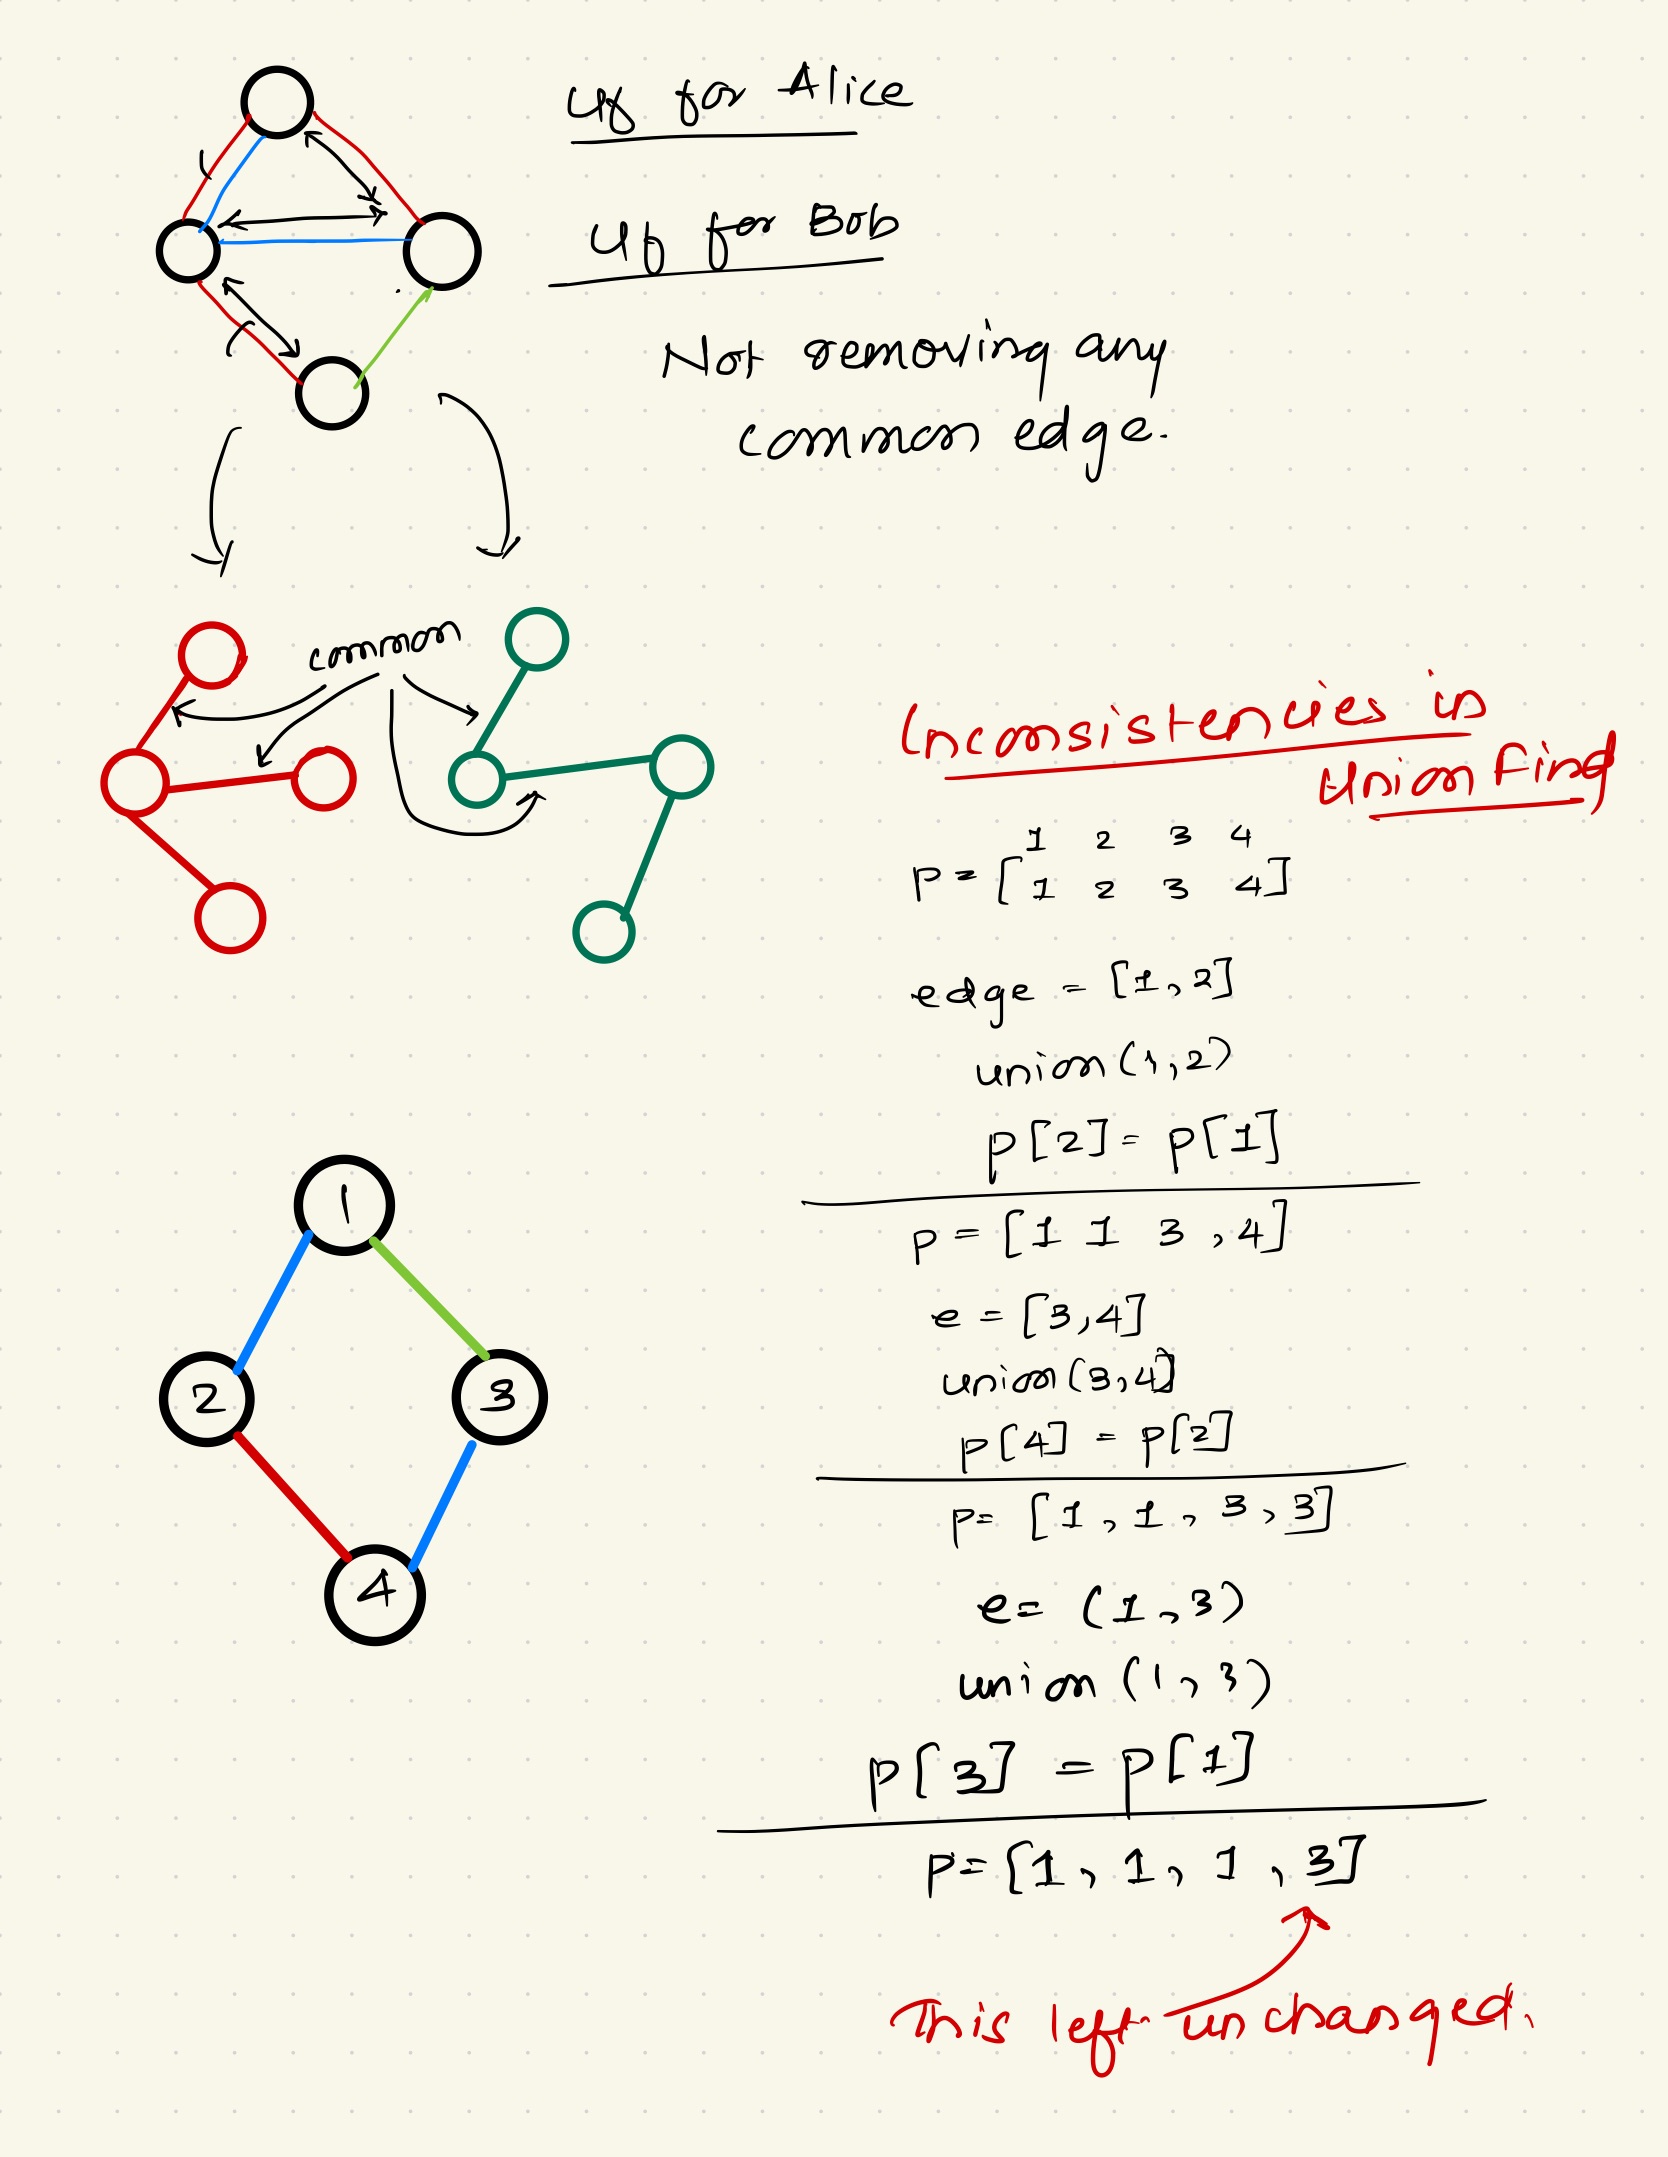 Uf for Alice
Uf for Bob
Not removing any
common edge.
common
Inconsistencies in
Union Find
1 2 3 4
P = [1 2 3 4]
edge = [1, 2]
union(1,2)
p[2] = p[1]
p = [1 1 3 , 4]
e = [3,4]
union(3,4]
p[4] = p[2]
p= [1 , 1 , 3 , 3]
e= (1,3)
union (1,3)
p[3] = p[1]
p=[1, 1, 1, 3]
This left unchanged.
1
2
3
4